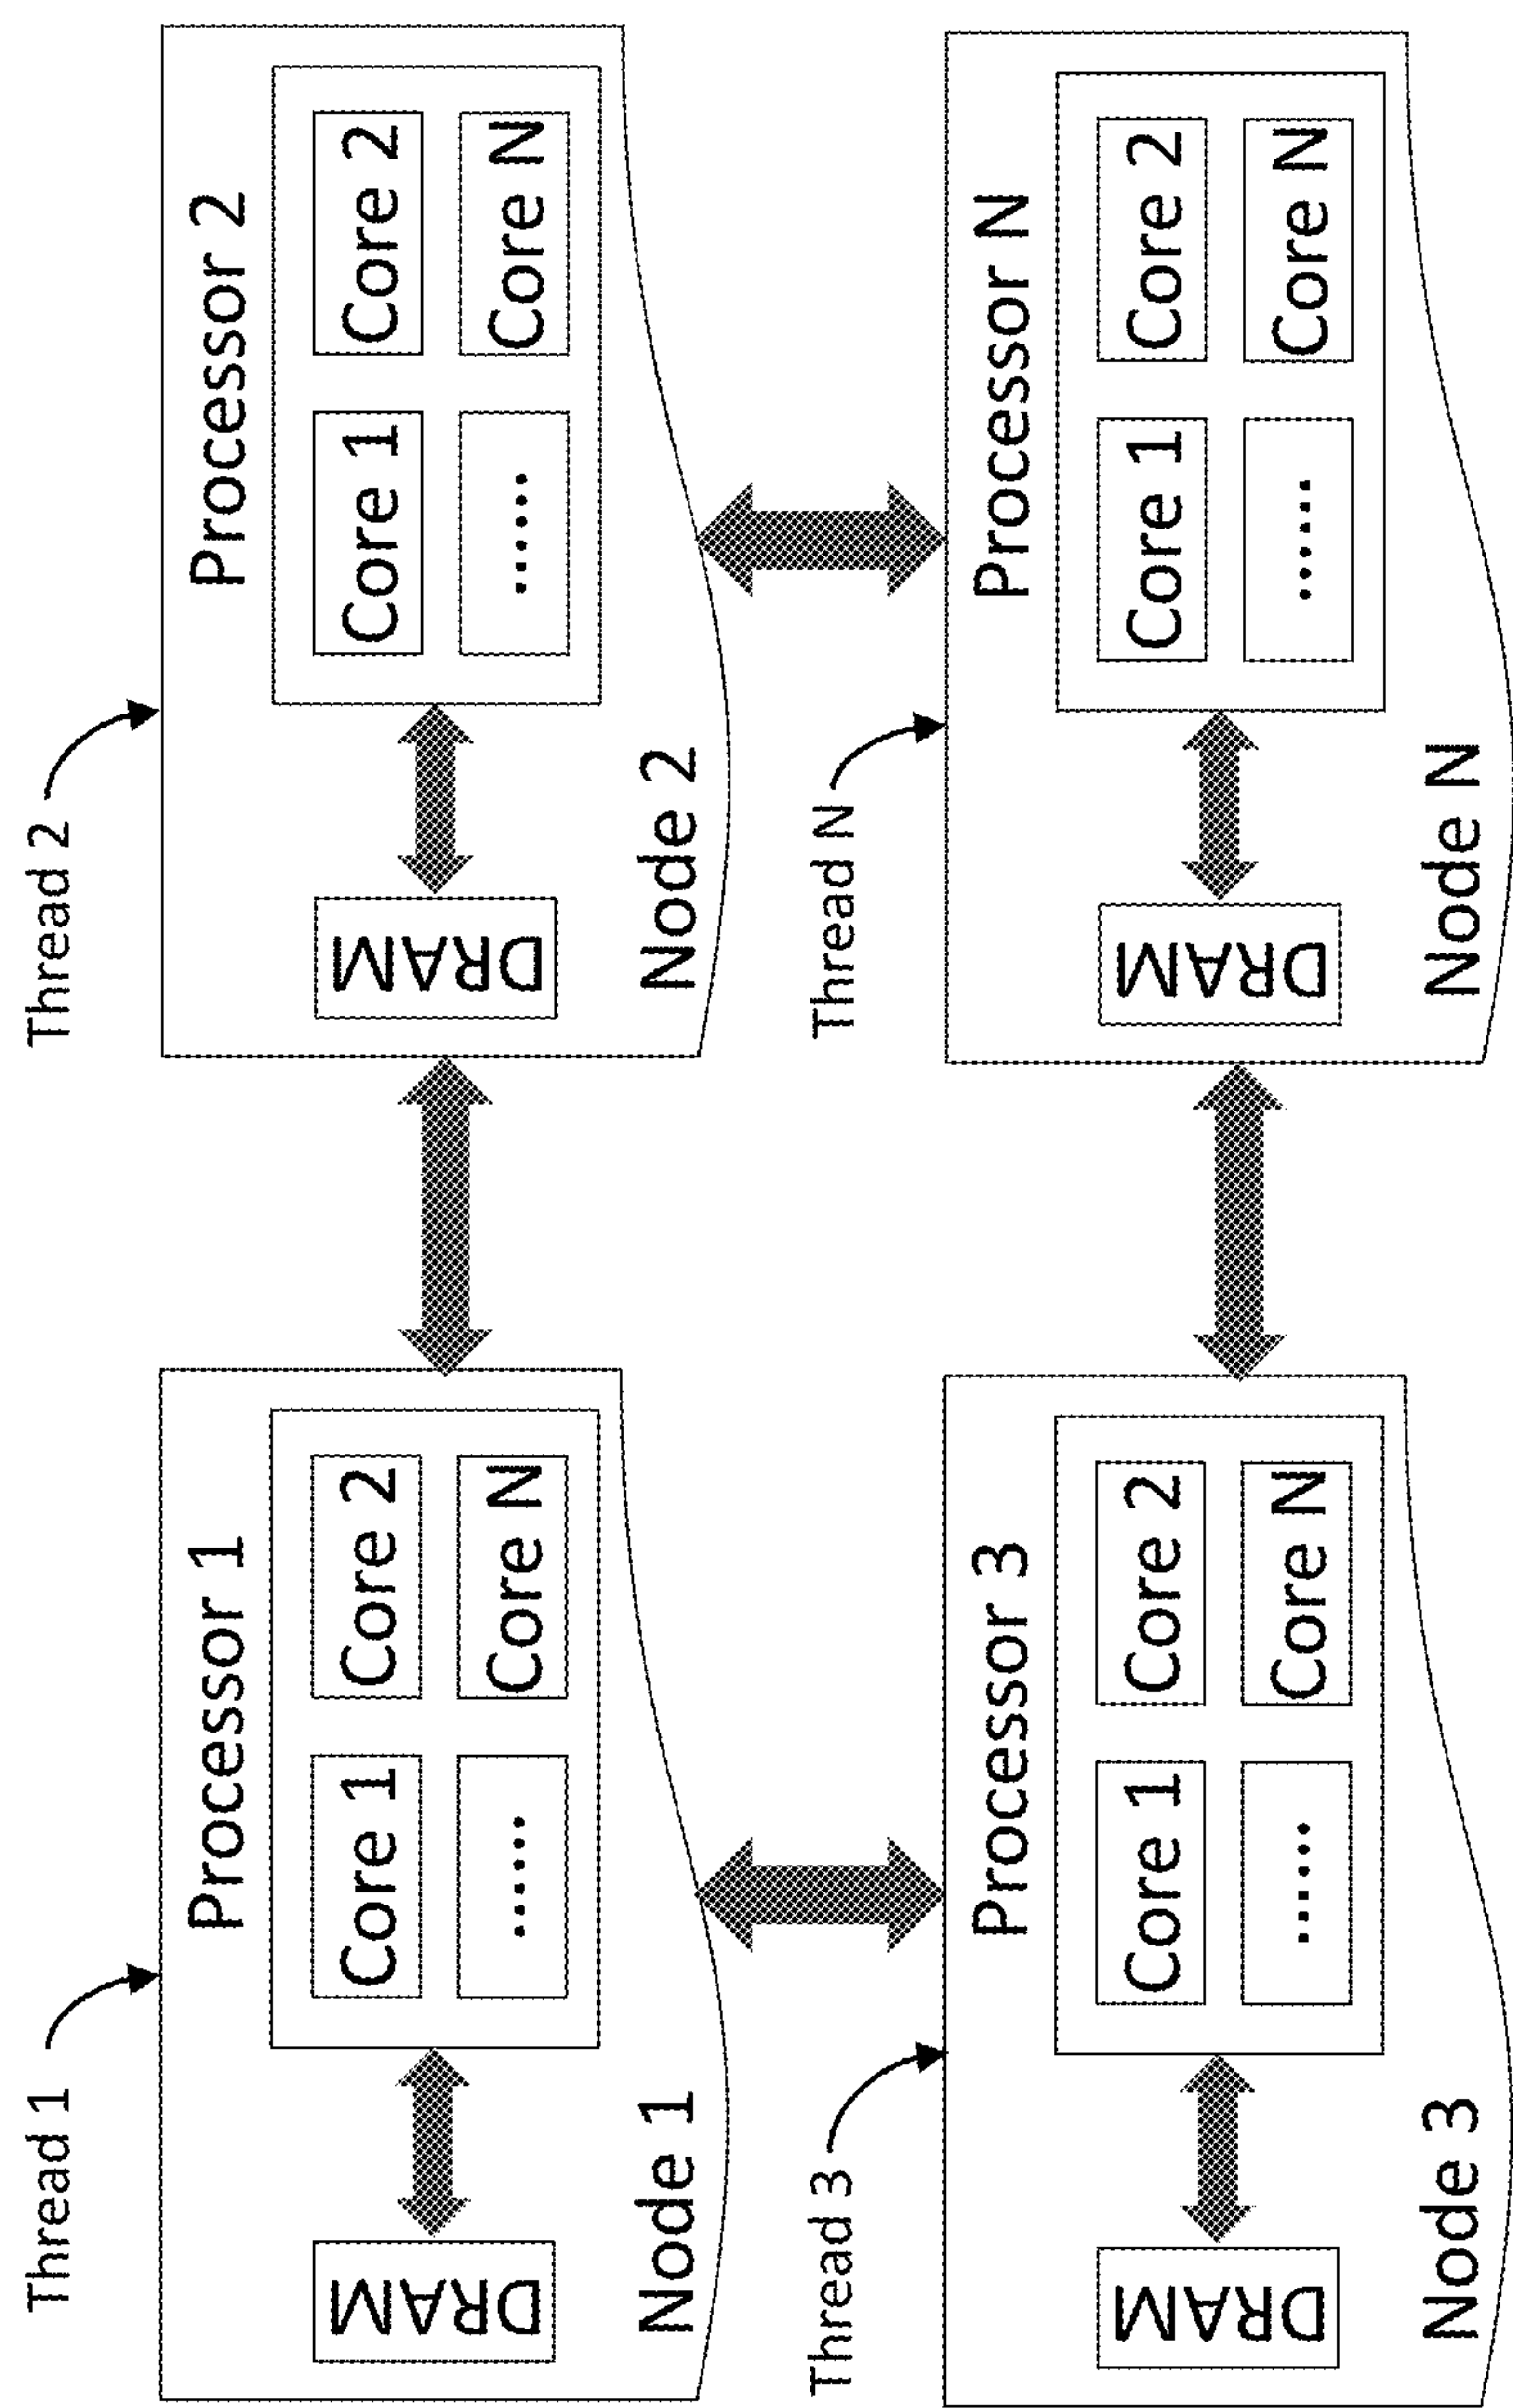 Thread 1
Processor 1
DRAM
Core 1
Core 2
......
Core N
Node 1
Thread 2
Processor 2
DRAM
Core 1
Core 2
......
Core N
Node 2
Thread 3
Processor 3
DRAM
Core 1
Core 2
......
Core N
Node 3
Thread N
Processor N
DRAM
Core 1
Core 2
......
Core N
Node N